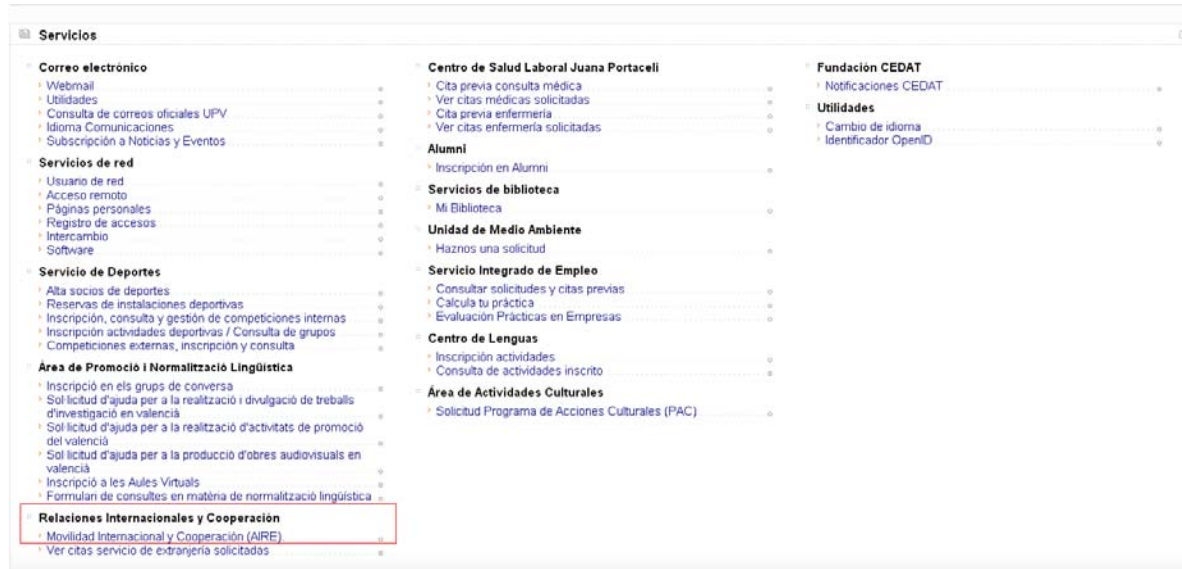 Servicios
Correo electrónico
Webmail
Utilidades
Consulta de correos oficiales UPV
Idioma Comunicaciones
Subscripción a Noticias y Eventos
Servicios de red
Usuario de red
Acceso remoto
Páginas personales
Registro de accesos
Intercambio
Software
Servicio de Deportes
Alta socios de deportes
Reservas de instalaciones deportivas
Inscripción, consulta y gestión de competiciones internas
Inscripción actividades deportivas / Consulta de grupos
Competiciones externas, inscripción y consulta
Área de Promoció i Normalització Lingüística
Inscripció en els grups de conversa
Sol·licitud d'ajuda per a la realització i divulgació de treballs
d'investigació en valencià
Sol·licitud d'ajuda per a la realització d'activitats de promoció
del valencià
Sol·licitud d'ajuda per a la producció d'obres audiovisuals en
valencià
Inscripció a les Aules Virtuals
Formulari de consultes en matèria de normalització lingüística
Relaciones Internacionales y Cooperación
Movilidad Internacional y Cooperación (AIRE)
Ver citas servicio de extranjería solicitadas
Centro de Salud Laboral Juana Portaceli
Cita previa consulta médica
Ver citas médicas solicitadas
Cita previa enfermería
Ver citas enfermería solicitadas
Alumni
Inscripción en Alumni
Servicios de biblioteca
Mi Biblioteca
Unidad de Medio Ambiente
Haznos una solicitud
Servicio Integrado de Empleo
Consultar solicitudes y citas previas
Calcula tu práctica
Evaluación Prácticas en Empresas
Centro de Lenguas
Inscripción actividades
Consulta de actividades inscrito
Área de Actividades Culturales
Solicitud Programa de Acciones Culturales (PAC)
Fundación CEDAT
Notificaciones CEDAT
Utilidades
Cambio de idioma
Identificador OpenID